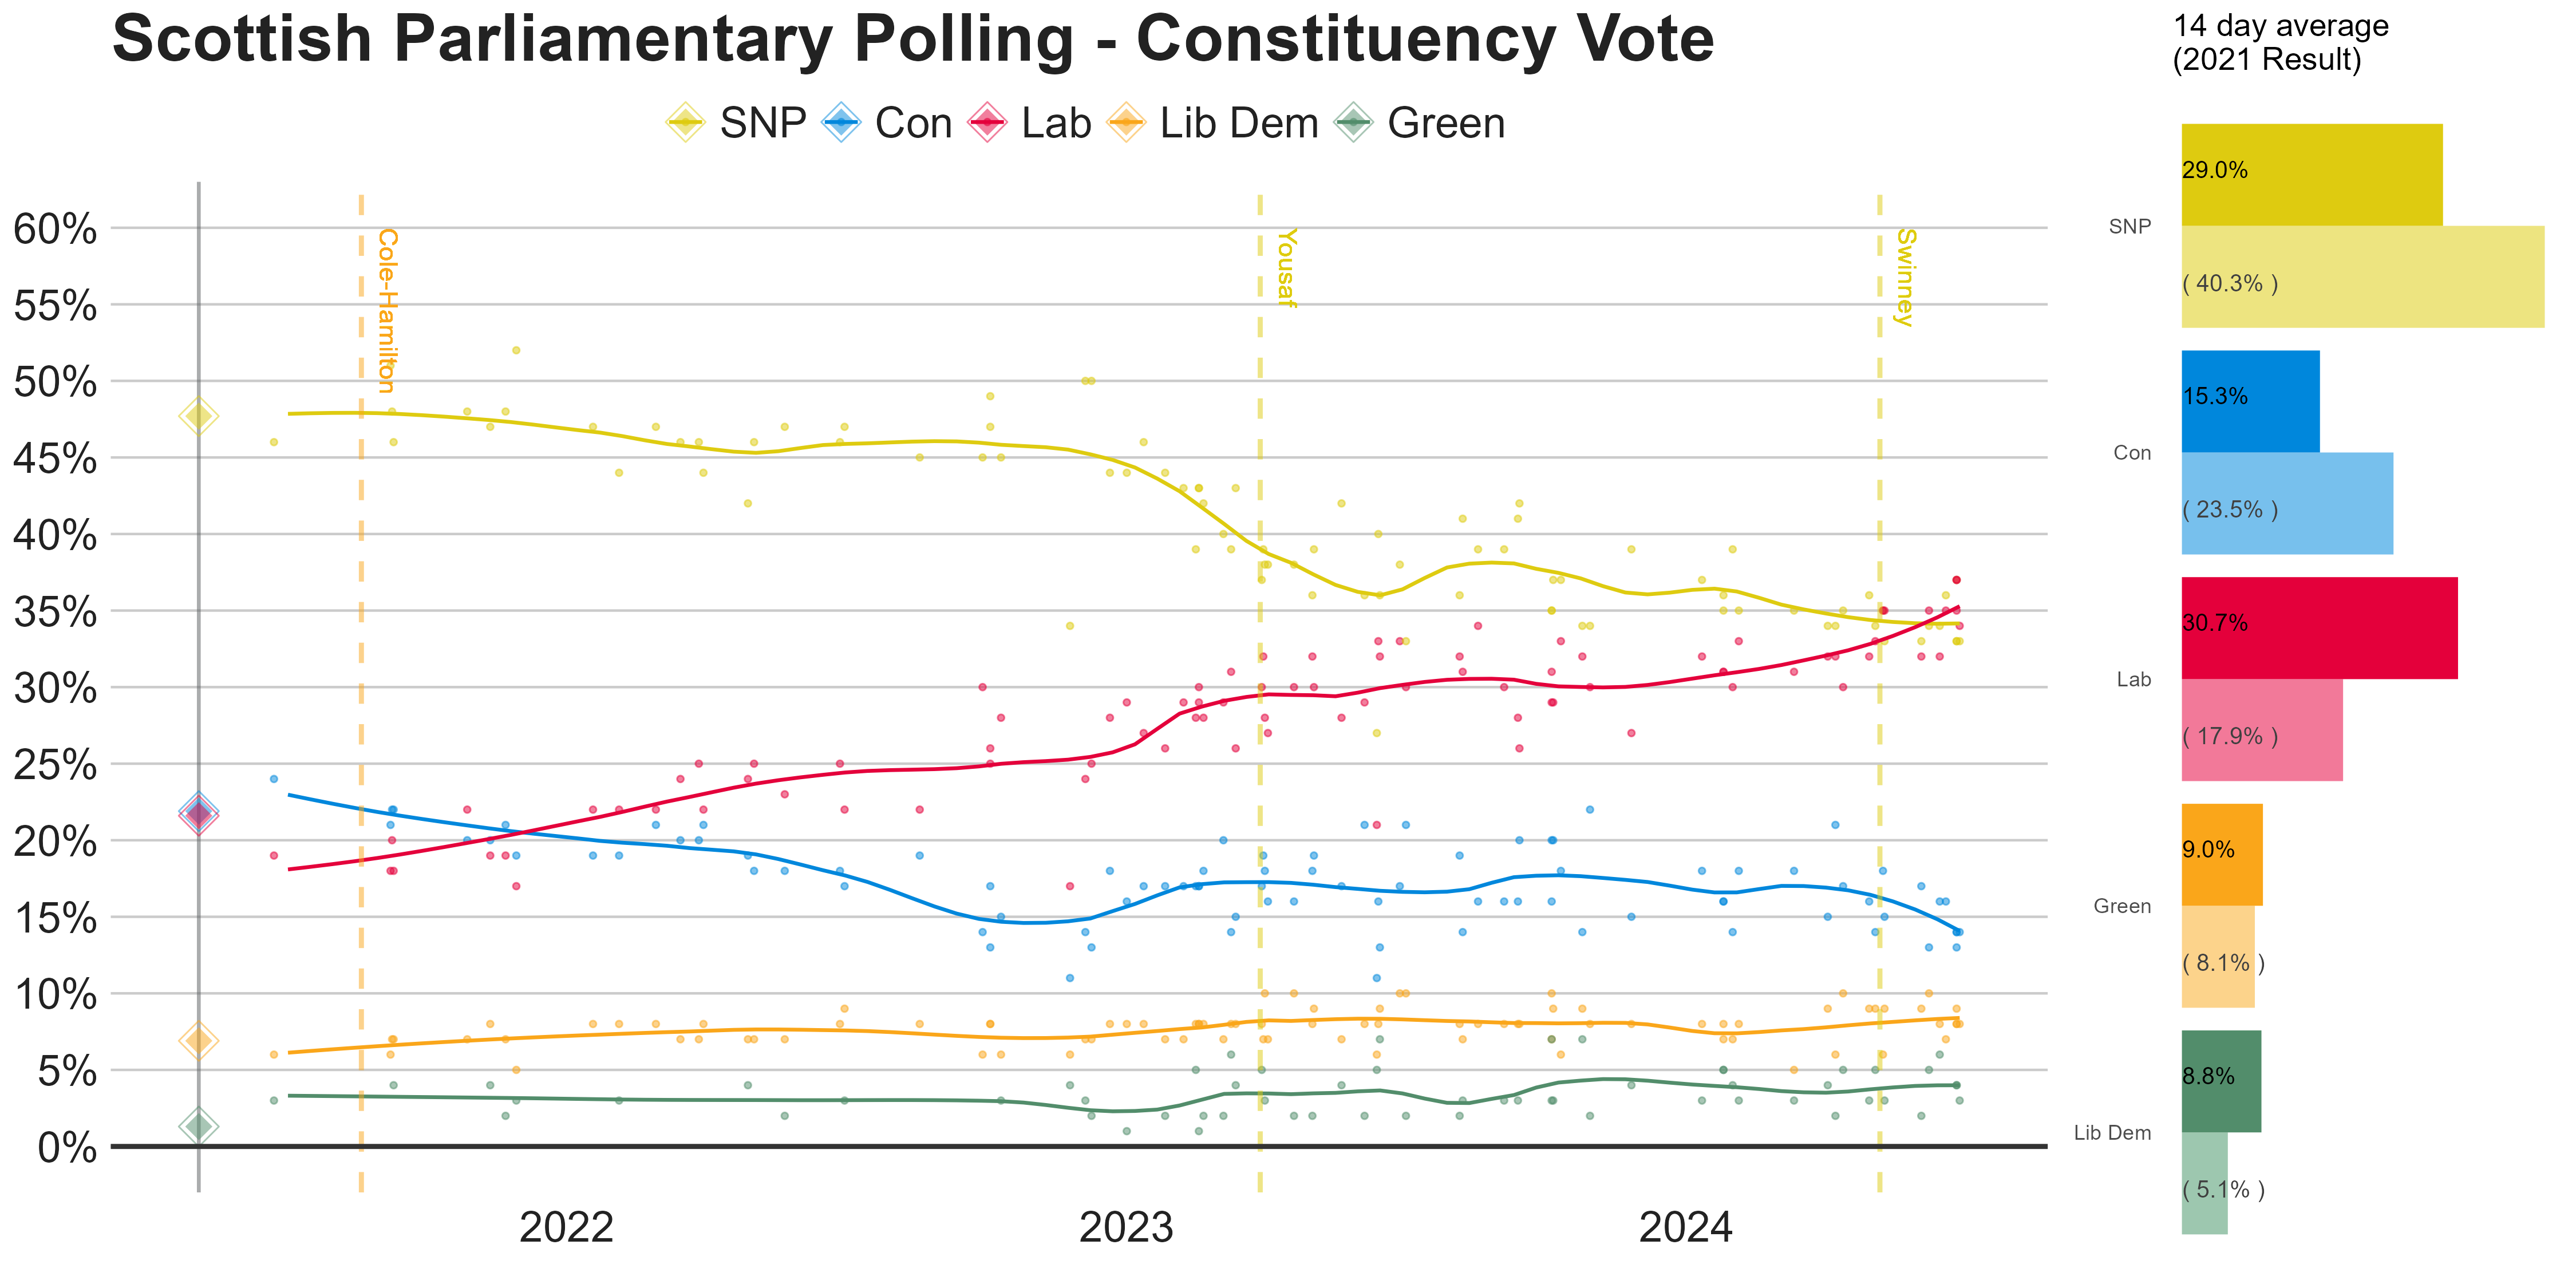 Scottish Parliamentary Polling - Constituency Vote
14 day average
(2021 Result)
SNP Con Lab Lib Dem Green
60%
55%
50%
45%
40%
35%
30%
25%
20%
15%
10%
5%
0%
Cole-Hamilton
Yousaf
Swinney
2022 2023 2024
29.0%
SNP
( 40.3% )
15.3%
Con
( 23.5% )
30.7%
Lab
( 17.9% )
9.0%
Green
( 8.1% )
8.8%
Lib Dem
( 5.1% )